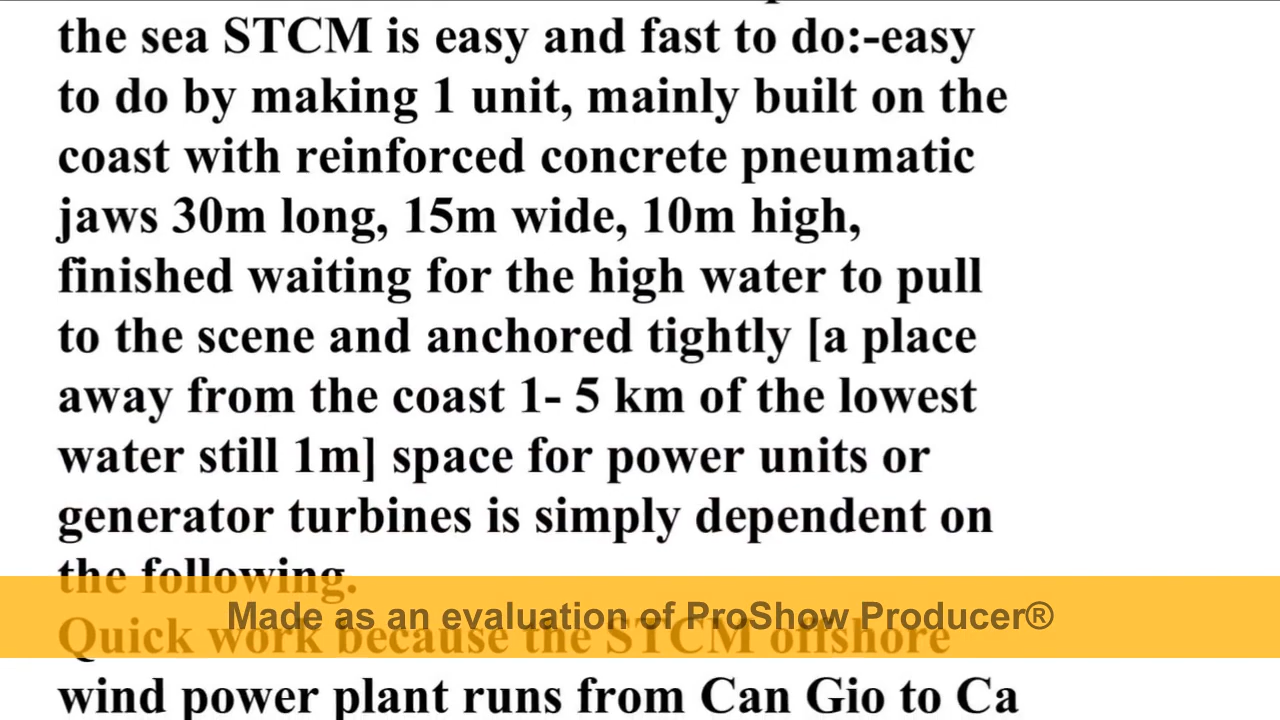 the sea STCM is easy and fast to do:-easy
to do by making 1 unit, mainly built on the
coast with reinforced concrete pneumatic
jaws 30m long, 15m wide, 10m high,
finished waiting for the high water to pull
to the scene and anchored tightly [a place
away from the coast 1- 5 km of the lowest
water still 1m] space for power units or
generator turbines is simply dependent on
the following.
Made as an evaluation of ProShow Producer®
Quick work because the STCM offshore
wind power plant runs from Can Gio to Ca